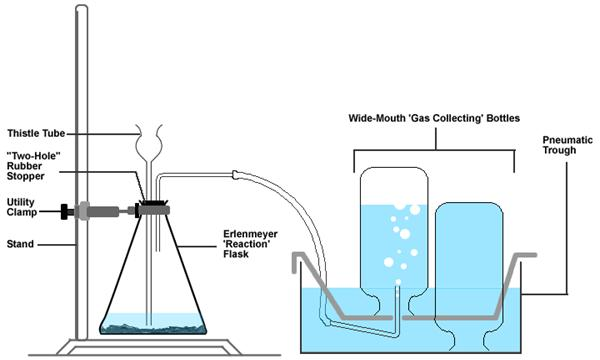 Thistle Tube
"Two-Hole"
Rubber
Stopper
Utility
Clamp
Stand
Erlenmeyer
'Reaction'
Flask
Wide-Mouth 'Gas Collecting' Bottles
Pneumatic
Trough